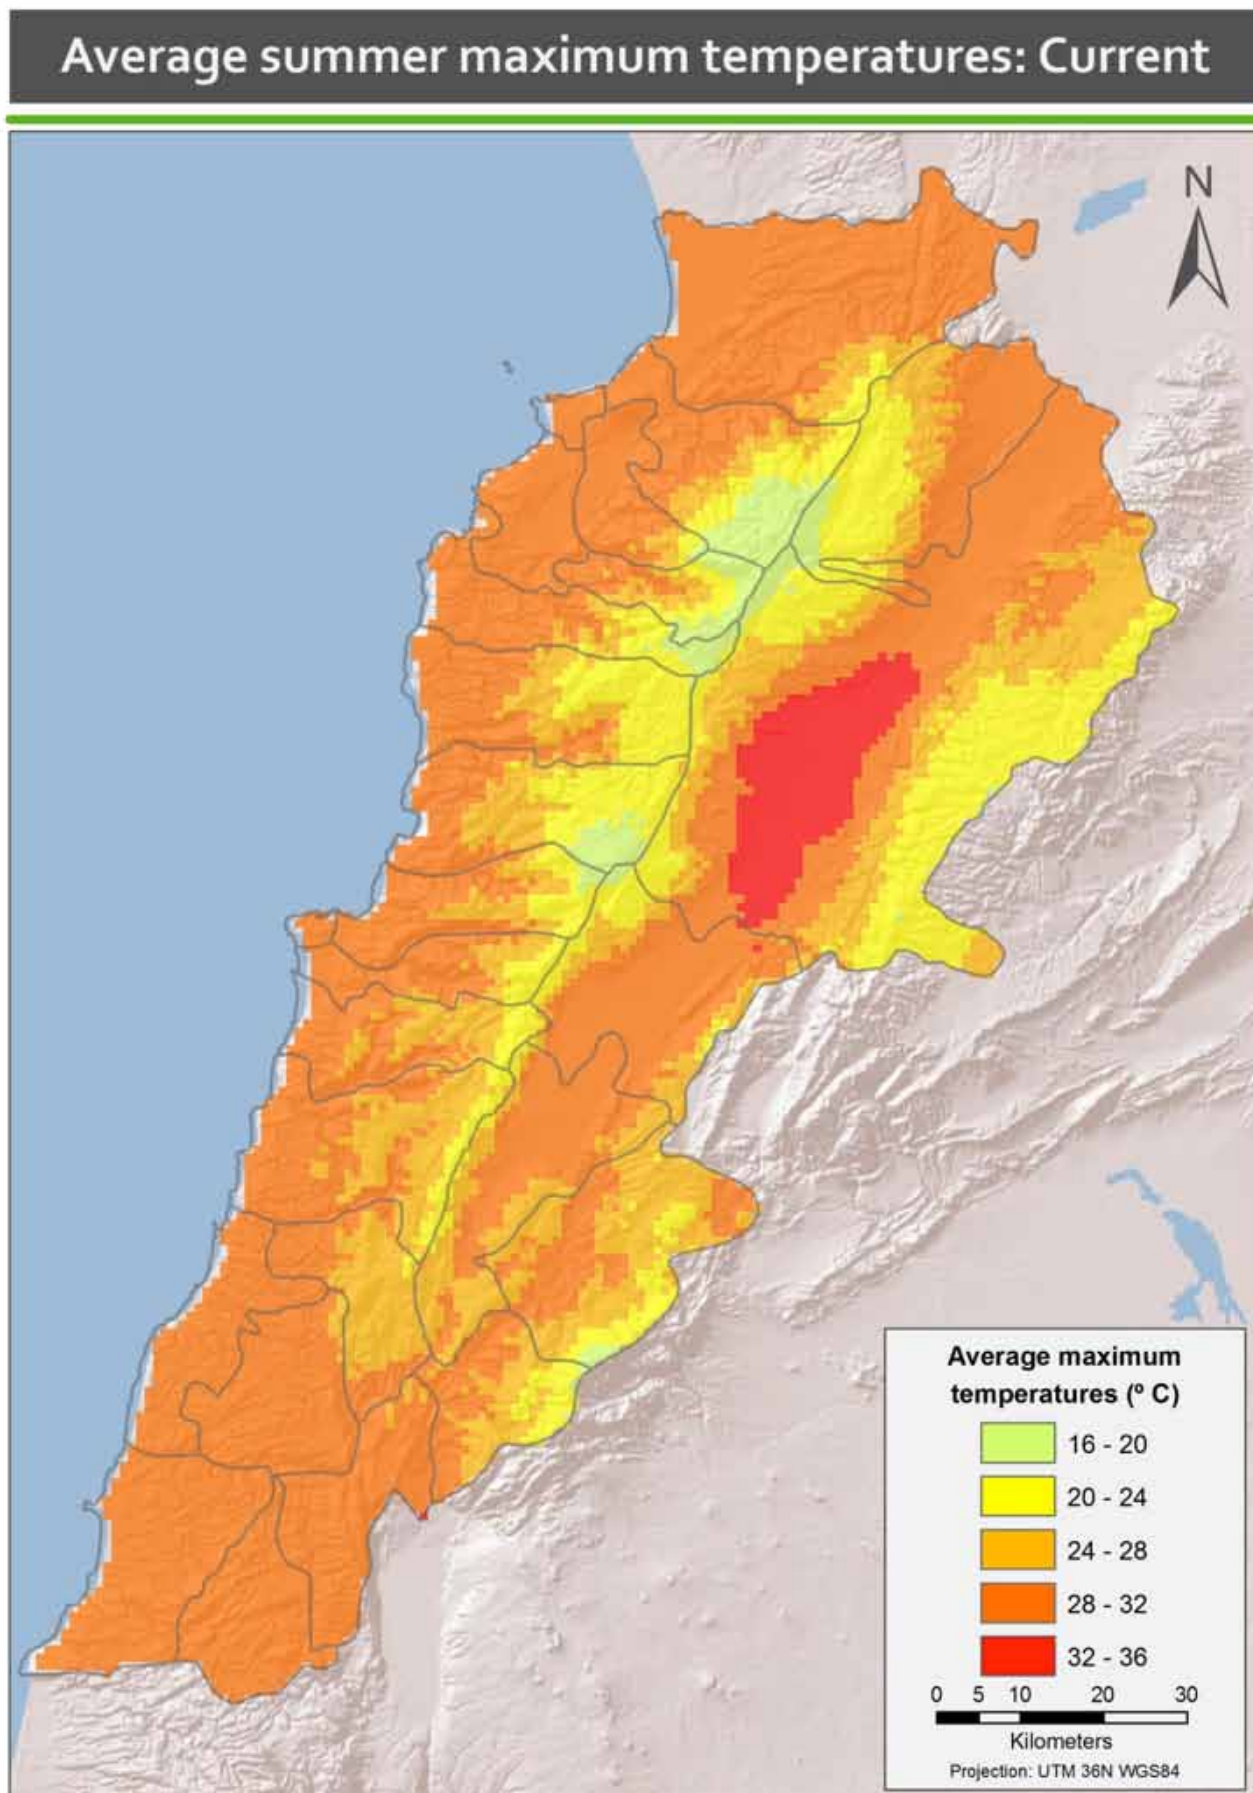 Average summer maximum temperatures: Current
N
Average maximum
temperatures (º C)
16 - 20
20 - 24
24 - 28
28 - 32
32 - 36
0 5 10 20 30
Kilometers
Projection: UTM 36N WGS84